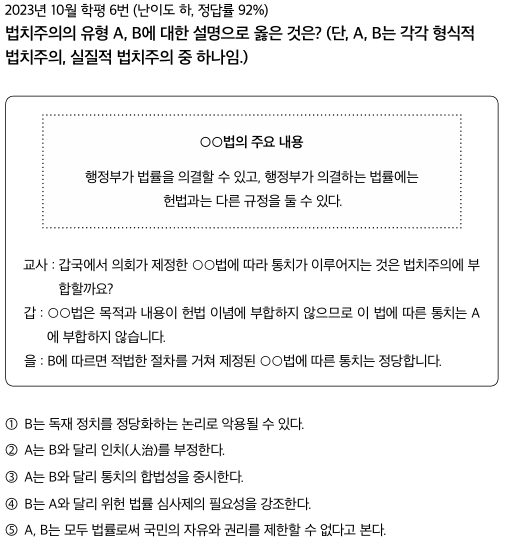 2023년 10월 학평 6번 (난이도 하, 정답률 92%)
법치주의의 유형 A, B에 대한 설명으로 옳은 것은? (단, A, B는 각각 형식적
법치주의, 실질적 법치주의 중 하나임.)
○○법의 주요 내용
행정부가 법률을 의결할 수 있고, 행정부가 의결하는 법률에는
헌법과는 다른 규정을 둘 수 있다.
교사 : 갑국에서 의회가 제정한 ○○법에 따라 통치가 이루어지는 것은 법치주의에 부
합할까요?
갑 : ○○법은 목적과 내용이 헌법 이념에 부합하지 않으므로 이 법에 따른 통치는 A
에 부합하지 않습니다.
을 : B에 따르면 적법한 절차를 거쳐 제정된 ○○법에 따른 통치는 정당합니다.
① B는 독재 정치를 정당화하는 논리로 악용될 수 있다.
② A는 B와 달리 인치(人治)를 부정한다.
③ A는 B와 달리 통치의 합법성을 중시한다.
④ B는 A와 달리 위헌 법률 심사제의 필요성을 강조한다.
⑤ A, B는 모두 법률로써 국민의 자유와 권리를 제한할 수 없다고 본다.